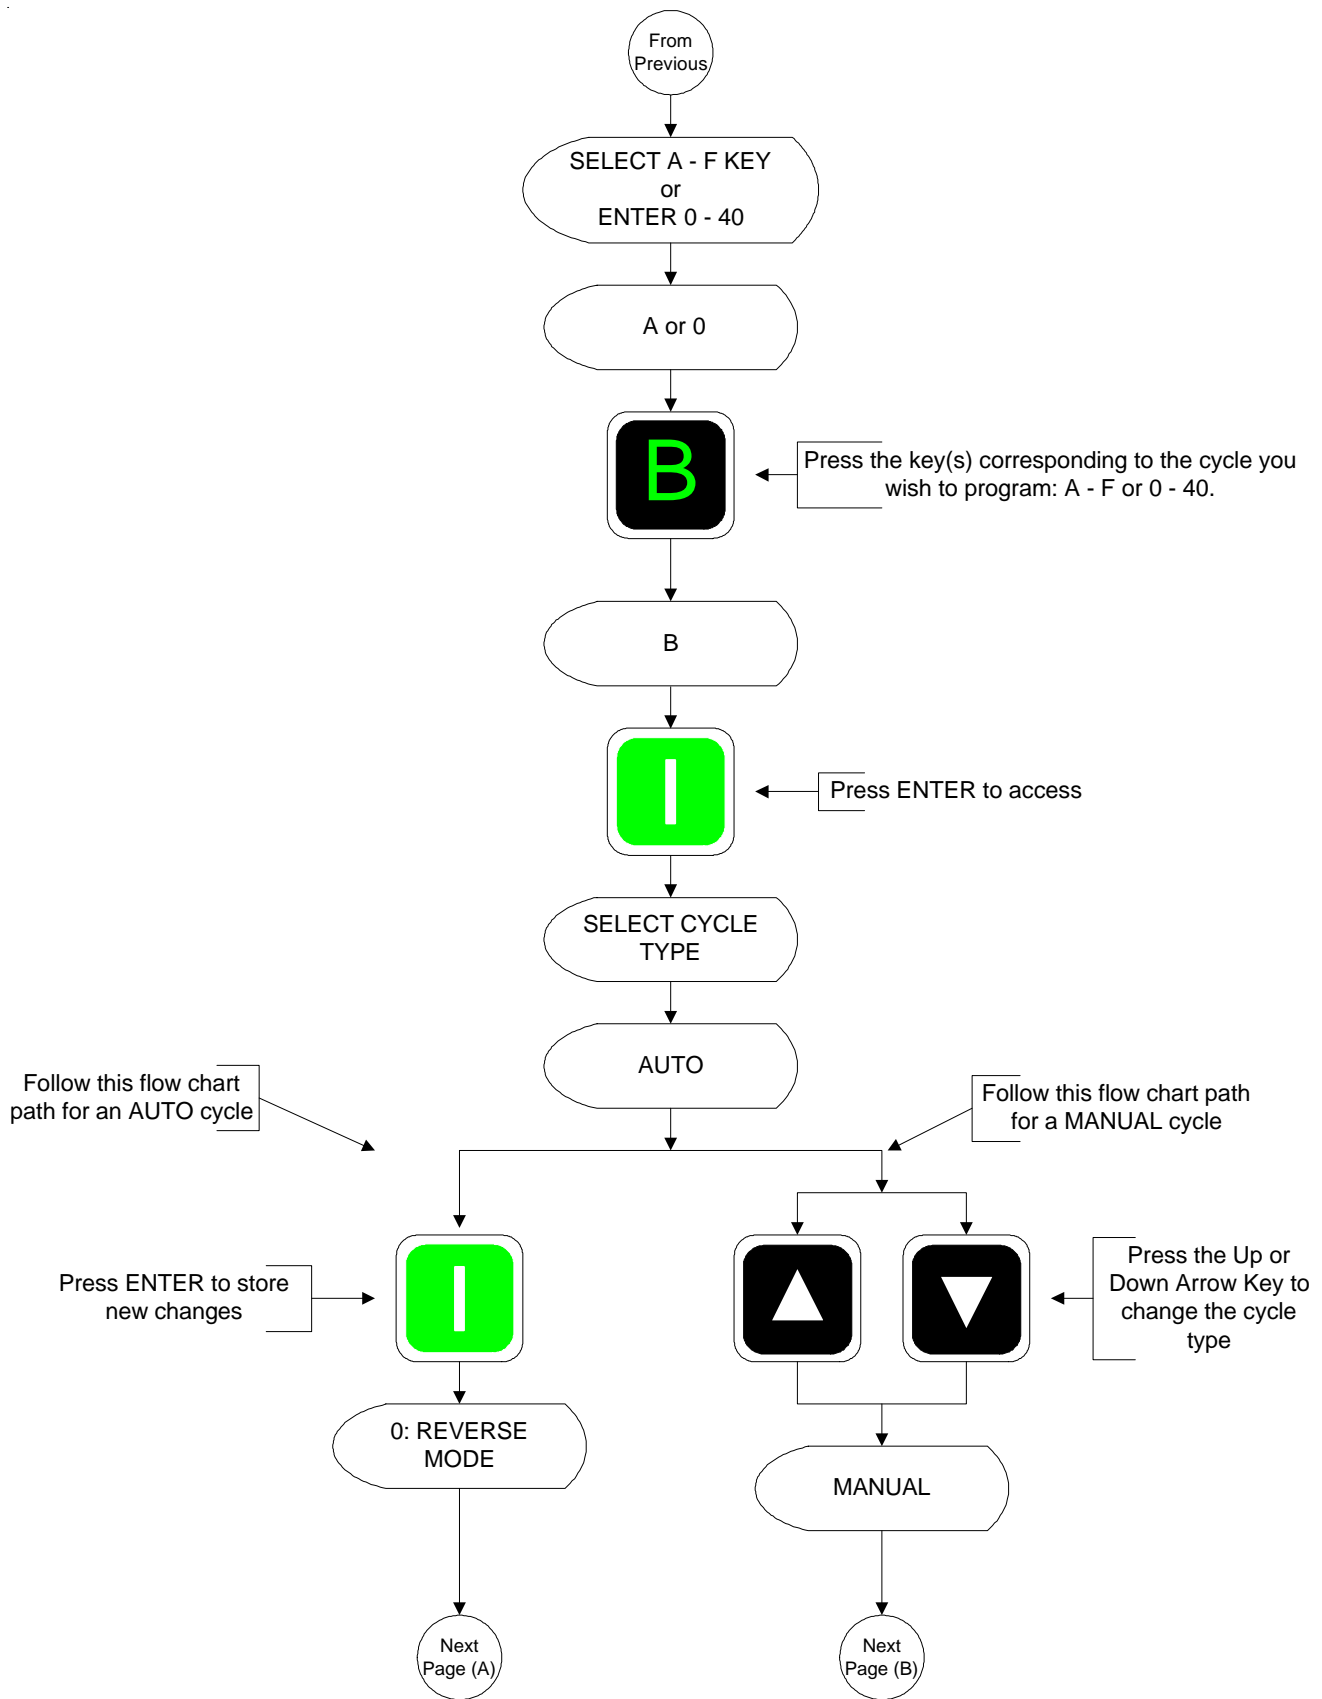 From
Previous
SELECT A - F KEY
or
ENTER 0 - 40
A or 0
B
Press the key(s) corresponding to the cycle you
wish to program: A - F or 0 - 40.
B
Press ENTER to access
SELECT CYCLE
TYPE
AUTO
Follow this flow chart
path for an AUTO cycle
Follow this flow chart path
for a MANUAL cycle
Press ENTER to store
new changes
Press the Up or
Down Arrow Key to
change the cycle
type
0: REVERSE
MODE
MANUAL
Next
Page (A)
Next
Page (B)